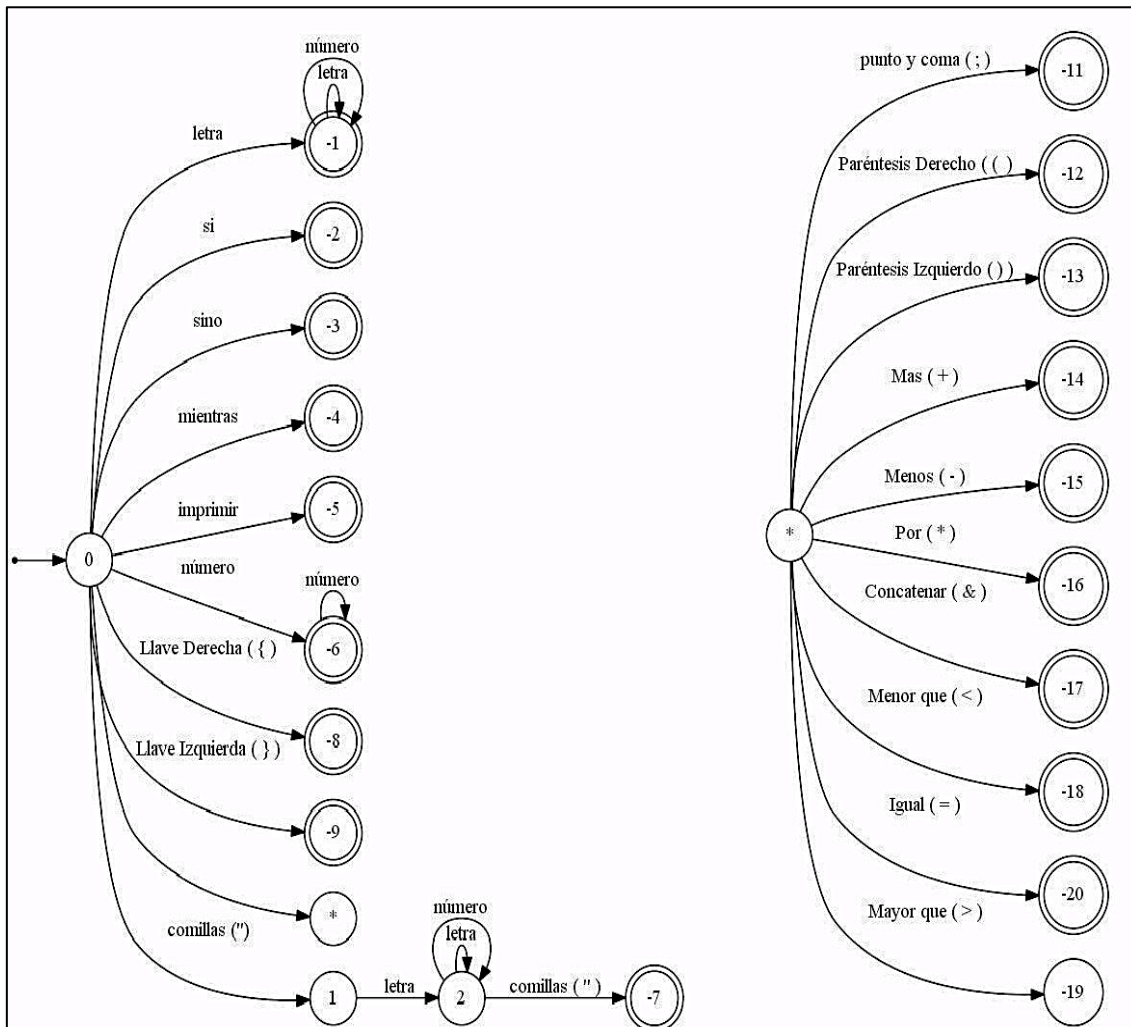 número
letra
letra
-1
si
-2
sino
-3
mientras
-4
imprimir
-5
0
número
número
-6
Llave Derecha ( { )
-8
Llave Izquierda ( } )
-9
*
comillas (")
1
letra
número
letra
2
comillas ( " )
-7
punto y coma ( ; )
-11
Paréntesis Derecho ( ( )
-12
Paréntesis Izquierdo ( ) )
-13
Mas ( + )
-14
Menos ( - )
-15
*
Por ( * )
-16
Concatenar ( & )
-17
Menor que ( < )
-18
Igual ( = )
-20
Mayor que ( > )
-19